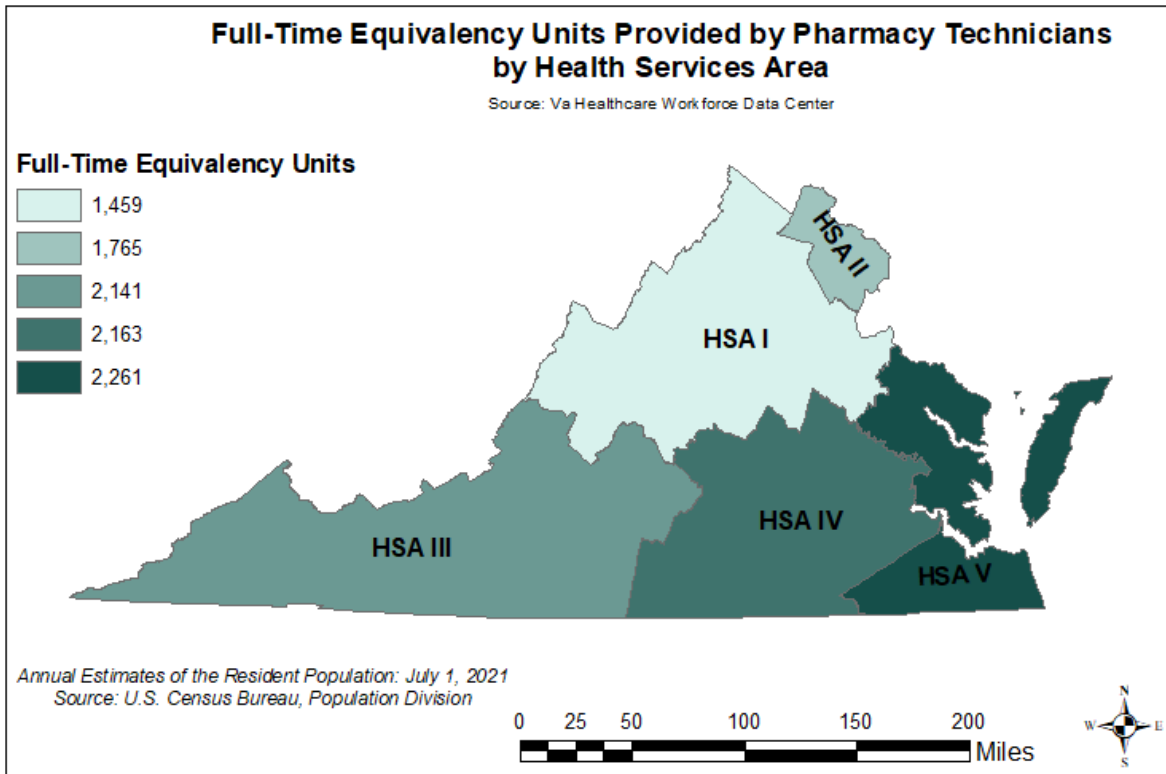 Full-Time Equivalency Units Provided by Pharmacy Technicians
by Health Services Area
Source: Va Healthcare Workforce Data Center
Full-Time Equivalency Units
1,459
1,765
2,141
2,163
2,261
HSA II
HSA I
HSA IV
HSA III
HSA V
Annual Estimates of the Resident Population: July 1, 2021
Source: U.S. Census Bureau, Population Division
0 25 50 100 150 200
Miles
N
W E
S